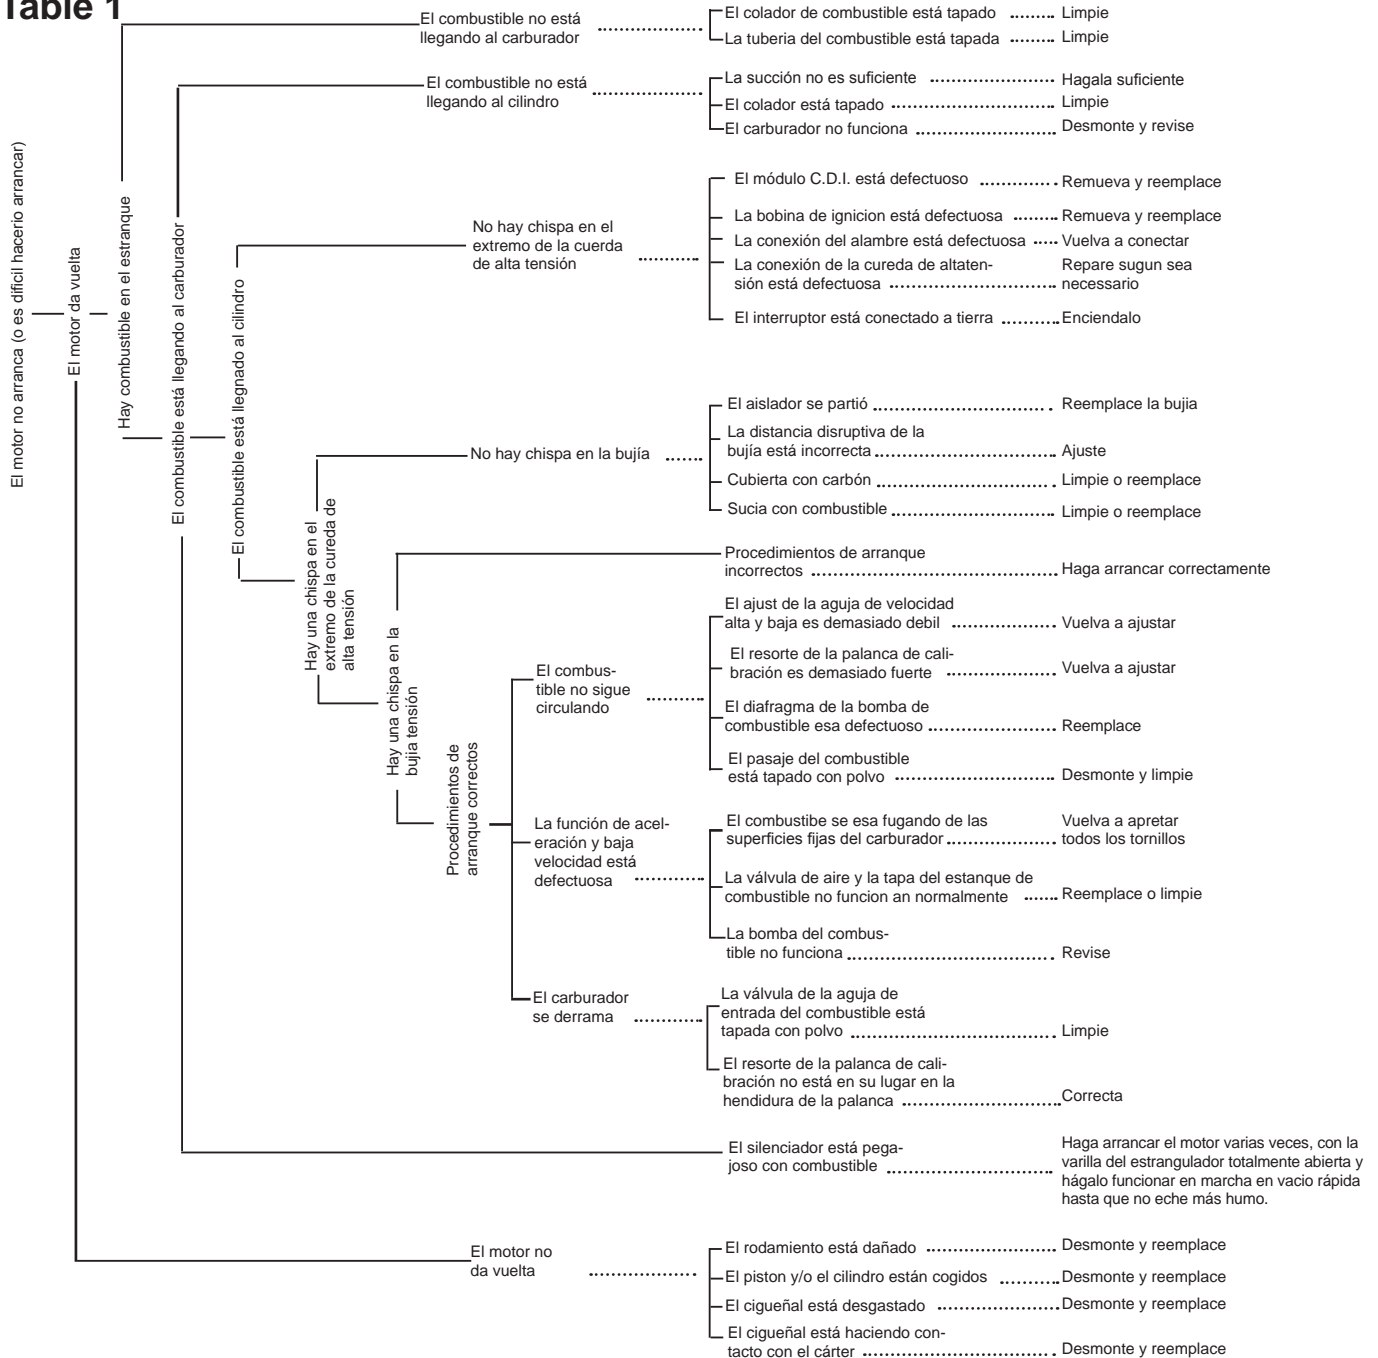 Table 1
El motor no arranca (o es dificil hacerio arrancar)
El motor da vuelta
Hay combustible en el estranque
El combustible está llegando al carburador
El combustible está llegnado al cilindro
Hay una chispa en el
extremo de la cureda de
alta tensión
Hay una chispa en la
bujia tensión
Procedimientos de
arranque correctos
El combustible no está
llegando al carburador
El colador de combustible está tapado
Limpie
La tuberia del combustible está tapada
Limpie
El combustible no está
llegando al cilindro
La succión no es suficiente
Hagala suficiente
El colador está tapado
Limpie
El carburador no funciona
Desmonte y revise
No hay chispa en el
extremo de la cuerda
de alta tensión
El módulo C.D.I. está defectuoso
Remueva y reemplace
La bobina de ignicion está defectuosa
Remueva y reemplace
La conexión del alambre está defectuosa
Vuelva a conectar
La conexión de la cureda de altaten-
sión está defectuosa
Repare sugun sea
necessario
El interruptor está conectado a tierra
Enciendalo
No hay chispa en la bujía
El aislador se partió
Reemplace la bujia
La distancia disruptiva de la
bujía está incorrecta
Ajuste
Cubierta con carbón
Limpie o reemplace
Sucia con combustible
Limpie o reemplace
Procedimientos de arranque
incorrectos
Haga arrancar correctamente
El combus-
tible no sigue
circulando
El ajust de la aguja de velocidad
alta y baja es demasiado debil
Vuelva a ajustar
El resorte de la palanca de cali-
bración es demasiado fuerte
Vuelva a ajustar
El diafragma de la bomba de
combustible esa defectuoso
Reemplace
El pasaje del combustible
está tapado con polvo
Desmonte y limpie
La función de acel-
eración y baja
velocidad está
defectuosa
El combustibe se esa fugando de las
superficies fijas del carburador
Vuelva a apretar
todos los tornillos
La válvula de aire y la tapa del estanque de
combustible no funcion an normalmente
Reemplace o limpie
La bomba del combus-
tible no funciona
Revise
El carburador
se derrama
La válvula de la aguja de
entrada del combustible está
tapada con polvo
Limpie
El resorte de la palanca de cali-
bración no está en su lugar en la
hendidura de la palanca
Correcta
El silenciador está pega-
joso con combustible
Haga arrancar el motor varias veces, con la
varilla del estrangulador totalmente abierta y
hágalo funcionar en marcha en vacio rápida
hasta que no eche más humo.
El motor no
da vuelta
El rodamiento está dañado
Desmonte y reemplace
El piston y/o el cilindro están cogidos
Desmonte y reemplace
El cigueñal está desgastado
Desmonte y reemplace
El cigueñal está haciendo con-
tacto con el cárter
Desmonte y reemplace